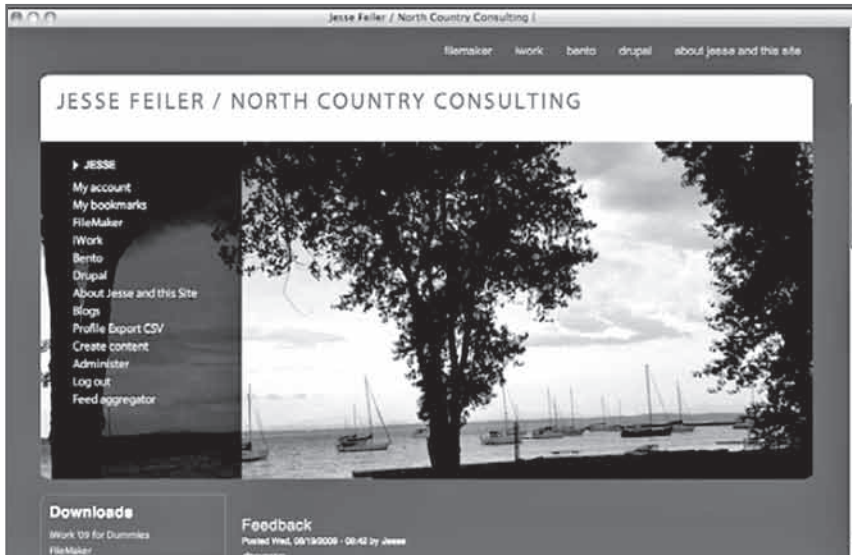 Jesse Feiler / North Country Consulting |
filemaker iwork bento drupal about jesse and this site
JESSE FEILER / NORTH COUNTRY CONSULTING
JESSE
My account
My bookmarks
FileMaker
iWork
Bento
Drupal
About Jesse and this Site
Blogs
Profile Export CSV
Create content
Administer
Log out
Feed aggregator
Downloads
iWork '09 for Dummies
FileMaker
Feedback
Posted Wed, 08/19/2009 - 08:42 by Jesse